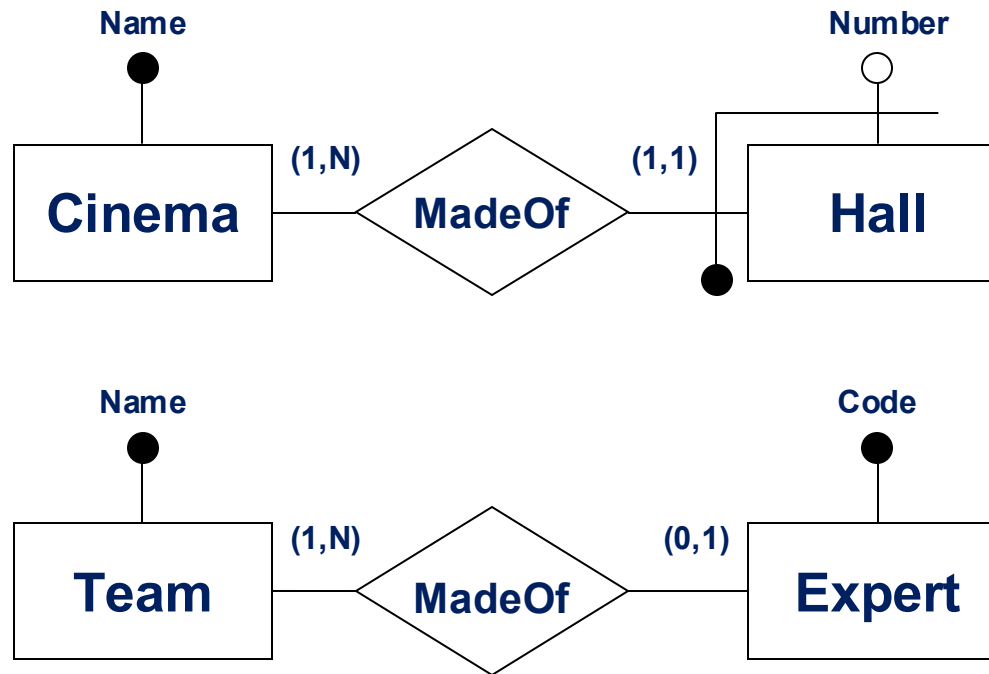 Name
Number
(1,N)
(1,1)
Cinema
MadeOf
Hall
Name
Code
(1,N)
(0,1)
Team
MadeOf
Expert